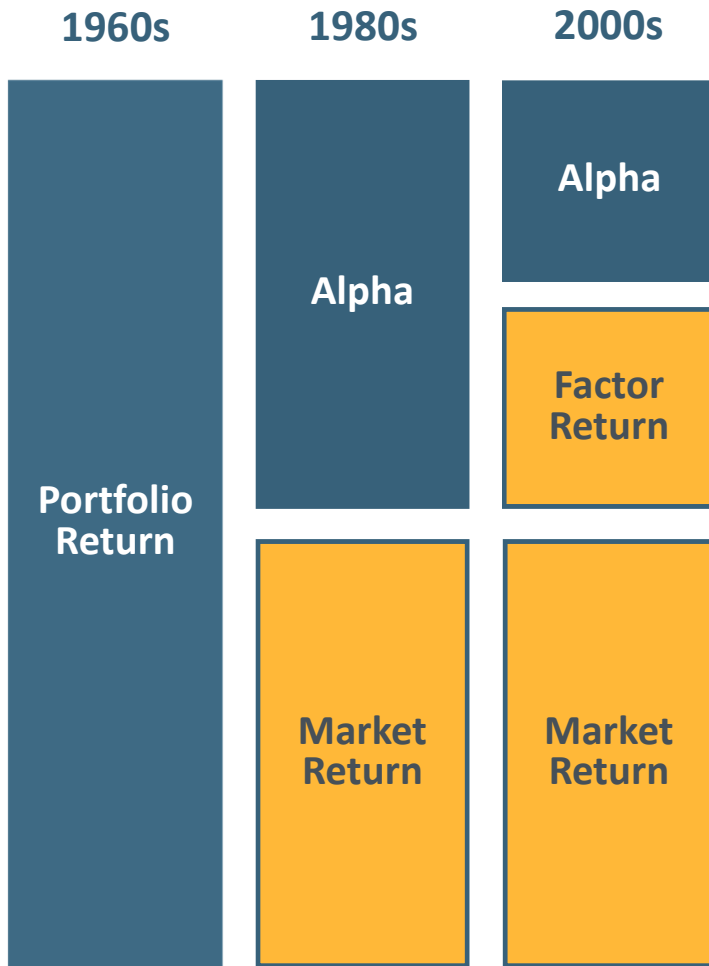 1960s
1980s
2000s
Portfolio
Return
Alpha
Market
Return
Alpha
Factor
Return
Market
Return